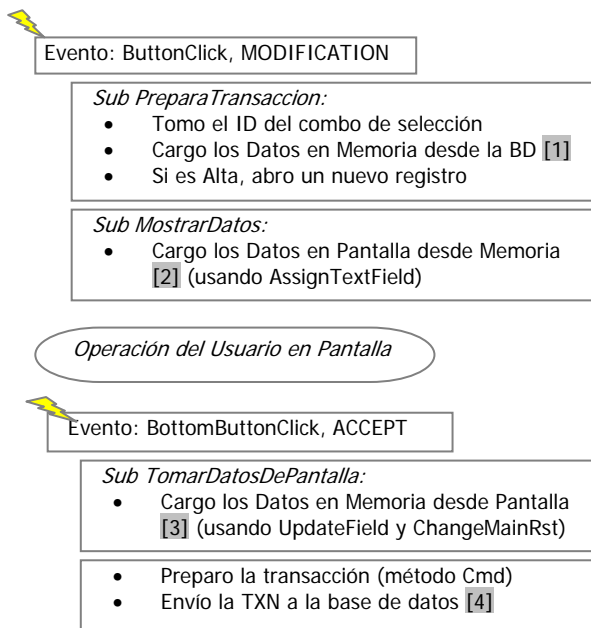 Evento: ButtonClick, MODIFICATION
Sub PreparaTransaccion:
• Tomo el ID del combo de selección
• Cargo los Datos en Memoria desde la BD [1]
• Si es Alta, abro un nuevo registro
Sub MostrarDatos:
• Cargo los Datos en Pantalla desde Memoria
[2] (usando AssignTextField)
Operación del Usuario en Pantalla
Evento: BottomButtonClick, ACCEPT
Sub TomarDatosDePantalla:
• Cargo los Datos en Memoria desde Pantalla
[3] (usando UpdateField y ChangeMainRst)
• Preparo la transacción (método Cmd)
• Envío la TXN a la base de datos [4]